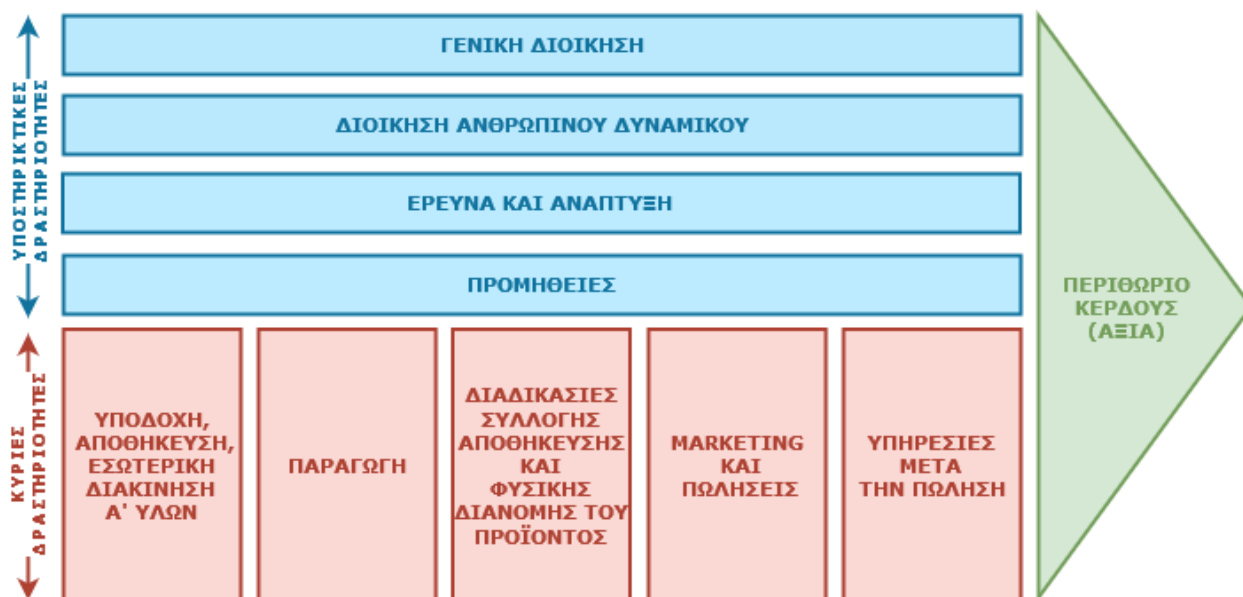 ΥΠΟΣΤΗΡΙΚΤΙΚΕΣ
ΔΡΑΣΤΗΡΙΟΤΗΤΕΣ
ΓΕΝΙΚΗ ΔΙΟΙΚΗΣΗ
ΔΙΟΙΚΗΣΗ ΑΝΘΡΩΠΙΝΟΥ ΔΥΝΑΜΙΚΟΥ
ΕΡΕΥΝΑ ΚΑΙ ΑΝΑΠΤΥΞΗ
ΠΡΟΜΗΘΕΙΕΣ
ΚΥΡΙΕΣ
ΔΡΑΣΤΗΡΙΟΤΗΤΕΣ
ΥΠΟΔΟΧΗ,
ΑΠΟΘΗΚΕΥΣΗ,
ΕΣΩΤΕΡΙΚΗ
ΔΙΑΚΙΝΗΣΗ
Α' ΥΛΩΝ
ΠΑΡΑΓΩΓΗ
ΔΙΑΔΙΚΑΣΙΕΣ
ΣΥΛΛΟΓΗΣ
ΑΠΟΘΗΚΕΥΣΗΣ
ΚΑΙ
ΦΥΣΙΚΗΣ
ΔΙΑΝΟΜΗΣ ΤΟΥ
ΠΡΟΪΟΝΤΟΣ
MARKETING
ΚΑΙ
ΠΩΛΗΣΕΙΣ
ΥΠΗΡΕΣΙΕΣ
ΜΕΤΑ
ΤΗΝ ΠΩΛΗΣΗ
ΠΕΡΙΘΩΡΙΟ
ΚΕΡΔΟΥΣ
(ΑΞΙΑ)